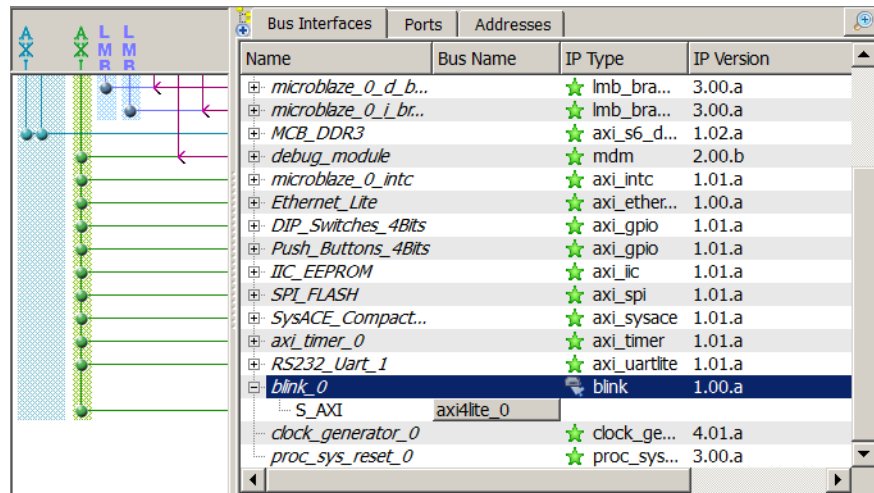 AXI AXI LMB LMB
Bus Interfaces Ports Addresses
Name Bus Name IP Type IP Version
microblaze_0_d_b... lmb_bra... 3.00.a
microblaze_0_i_br... lmb_bra... 3.00.a
MCB_DDR3 axi_s6_d... 1.02.a
debug_module mdm 2.00.b
microblaze_0_intc axi_intc 1.01.a
Ethernet_Lite axi_ether... 1.00.a
DIP_Switches_4Bits axi_gpio 1.01.a
Push_Buttons_4Bits axi_gpio 1.01.a
IIC_EEPROM axi_iic 1.01.a
SPI_FLASH axi_spi 1.01.a
SysACE_Compact... axi_sysace 1.01.a
axi_timer_0 axi_timer 1.01.a
RS232_Uart_1 axi_uartlite 1.01.a
blink_0 blink 1.00.a
S_AXI axi4lite_0
clock_generator_0 clock_ge... 4.01.a
proc_sys_reset_0 proc_sys... 3.00.a